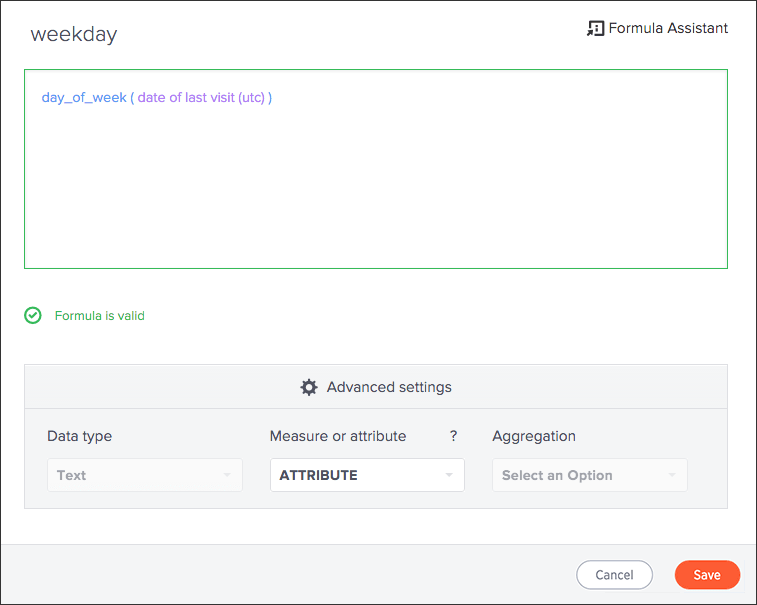 weekday
Formula Assistant
day_of_week ( date of last visit (utc) )
Formula is valid
Advanced settings
Data type
Measure or attribute ?
Aggregation
Text
ATTRIBUTE
Select an Option
Cancel
Save